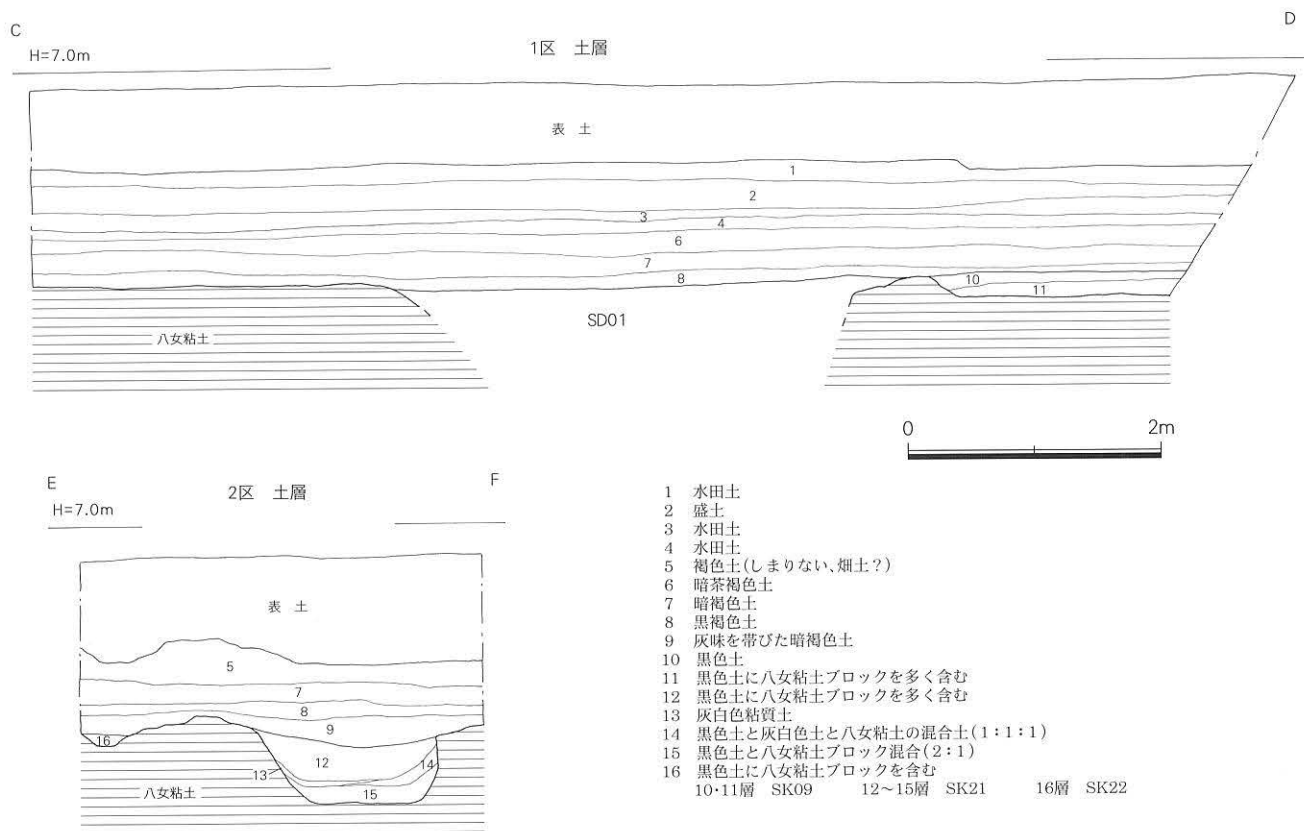 C
D
H=7.0m
1区 土層
表 土
1
2
3
4
6
7
8
10
11
SD01
八女粘土
0
2m
E
F
2区 土層
H=7.0m
表 土
5
7
8
9
16
12
14
13
15
八女粘土
1 水田土
2 盛土
3 水田土
4 水田土
5 褐色土(しまりない、畑土?)
6 暗茶褐色土
7 暗褐色土
8 黒褐色土
9 灰味を帯びた暗褐色土
10 黒色土
11 黒色土に八女粘土ブロックを多く含む
12 黒色土に八女粘土ブロックを多く含む
13 灰白色粘質土
14 黒色土と灰白色土と八女粘土の混合土(1:1:1)
15 黒色土と八女粘土ブロック混合(2:1)
16 黒色土に八女粘土ブロックを含む
10・11層 SK09 12〜15層 SK21 16層 SK22